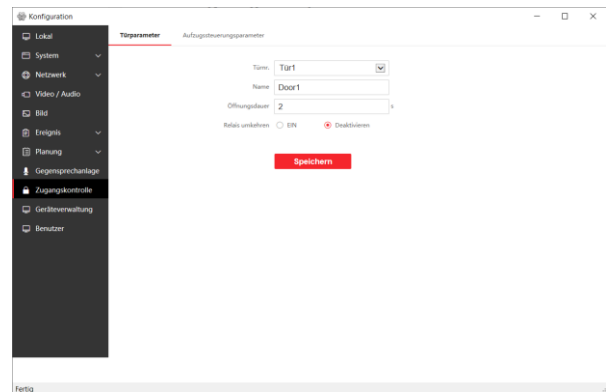 Konfiguration
Lokal
System
Netzwerk
Video / Audio
Bild
Ereignis
Planung
Gegensprechanlage
Zugangskontrolle
Geräteverwaltung
Benutzer
Türparameter Aufzugssteuerungsparameter
Türnr. Tür1
Name Door1
Öffnungsdauer 2 s
Relais umkehren EIN Deaktivieren
Speichern
Fertig